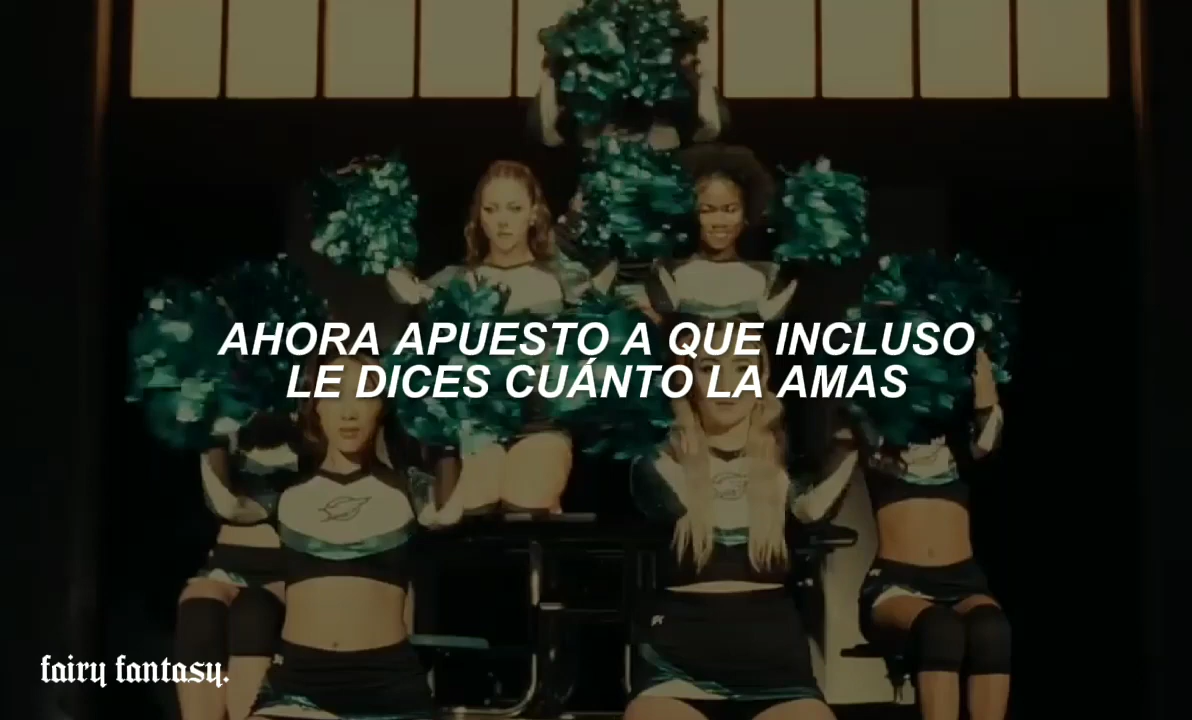 AHORA APUESTO A QUE INCLUSO
LE DICES CUÁNTO LA AMAS
fairy fantasy.